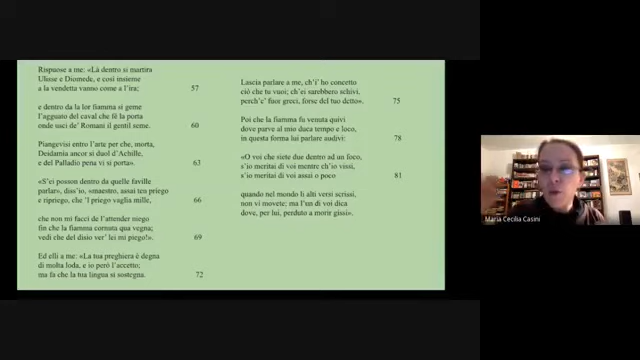 Rispuose a me: «Là dentro si martira
Ulisse e Diomede, e così insieme
a la vendetta vanno come a l'ira;
57
e dentro da la lor fiamma si geme
l'agguato del caval che fé la porta
onde uscì de' Romani il gentil seme.
60
Piangevisi entro l'arte per che, morta,
Deïdamìa ancor si duol d'Achille,
e del Palladio pena vi si porta».
63
«S'ei posson dentro da quelle faville
parlar», diss'io, «maestro, assai ten priego
e ripriego, che 'l priego vaglia mille,
66
che non mi facci de l'attender niego
fin che la fiamma cornuta qua vegna;
vedi che del disio ver' lei mi piego!».
69
Ed elli a me: «La tua preghiera è degna
di molta loda, e io però l'accetto;
ma fa che la tua lingua si sostegna.
72
Lascia parlare a me, ch'i' ho concetto
ciò che tu vuoi; ch'ei sarebbero schivi,
perch'e' fuor greci, forse del tuo detto».
75
Poi che la fiamma fu venuta quivi
dove parve al mio duca tempo e loco,
in questa forma lui parlare audivi:
78
«O voi che siete due dentro ad un foco,
s'io meritai di voi mentre ch'io vissi,
s'io meritai di voi assai o poco
81
quando nel mondo li alti versi scrissi,
non vi movete; ma l'un di voi dica
dove, per lui, perduto a morir gissi».
Maria Cecilia Casini